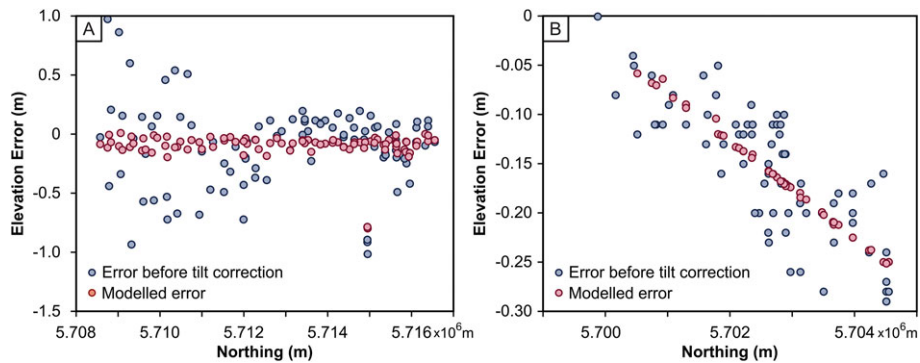 A
Elevation Error (m)
1.0
0.5
0
-0.5
-1.0
-1.5
Error before tilt correction
Modelled error
5.708
5.710
5.712
5.714
5.716 ×10⁶m
Northing (m)
B
Elevation Error (m)
0
-0.05
-0.10
-0.15
-0.20
-0.25
-0.30
Error before tilt correction
Modelled error
5.700
5.702
5.704 ×10⁶m
Northing (m)